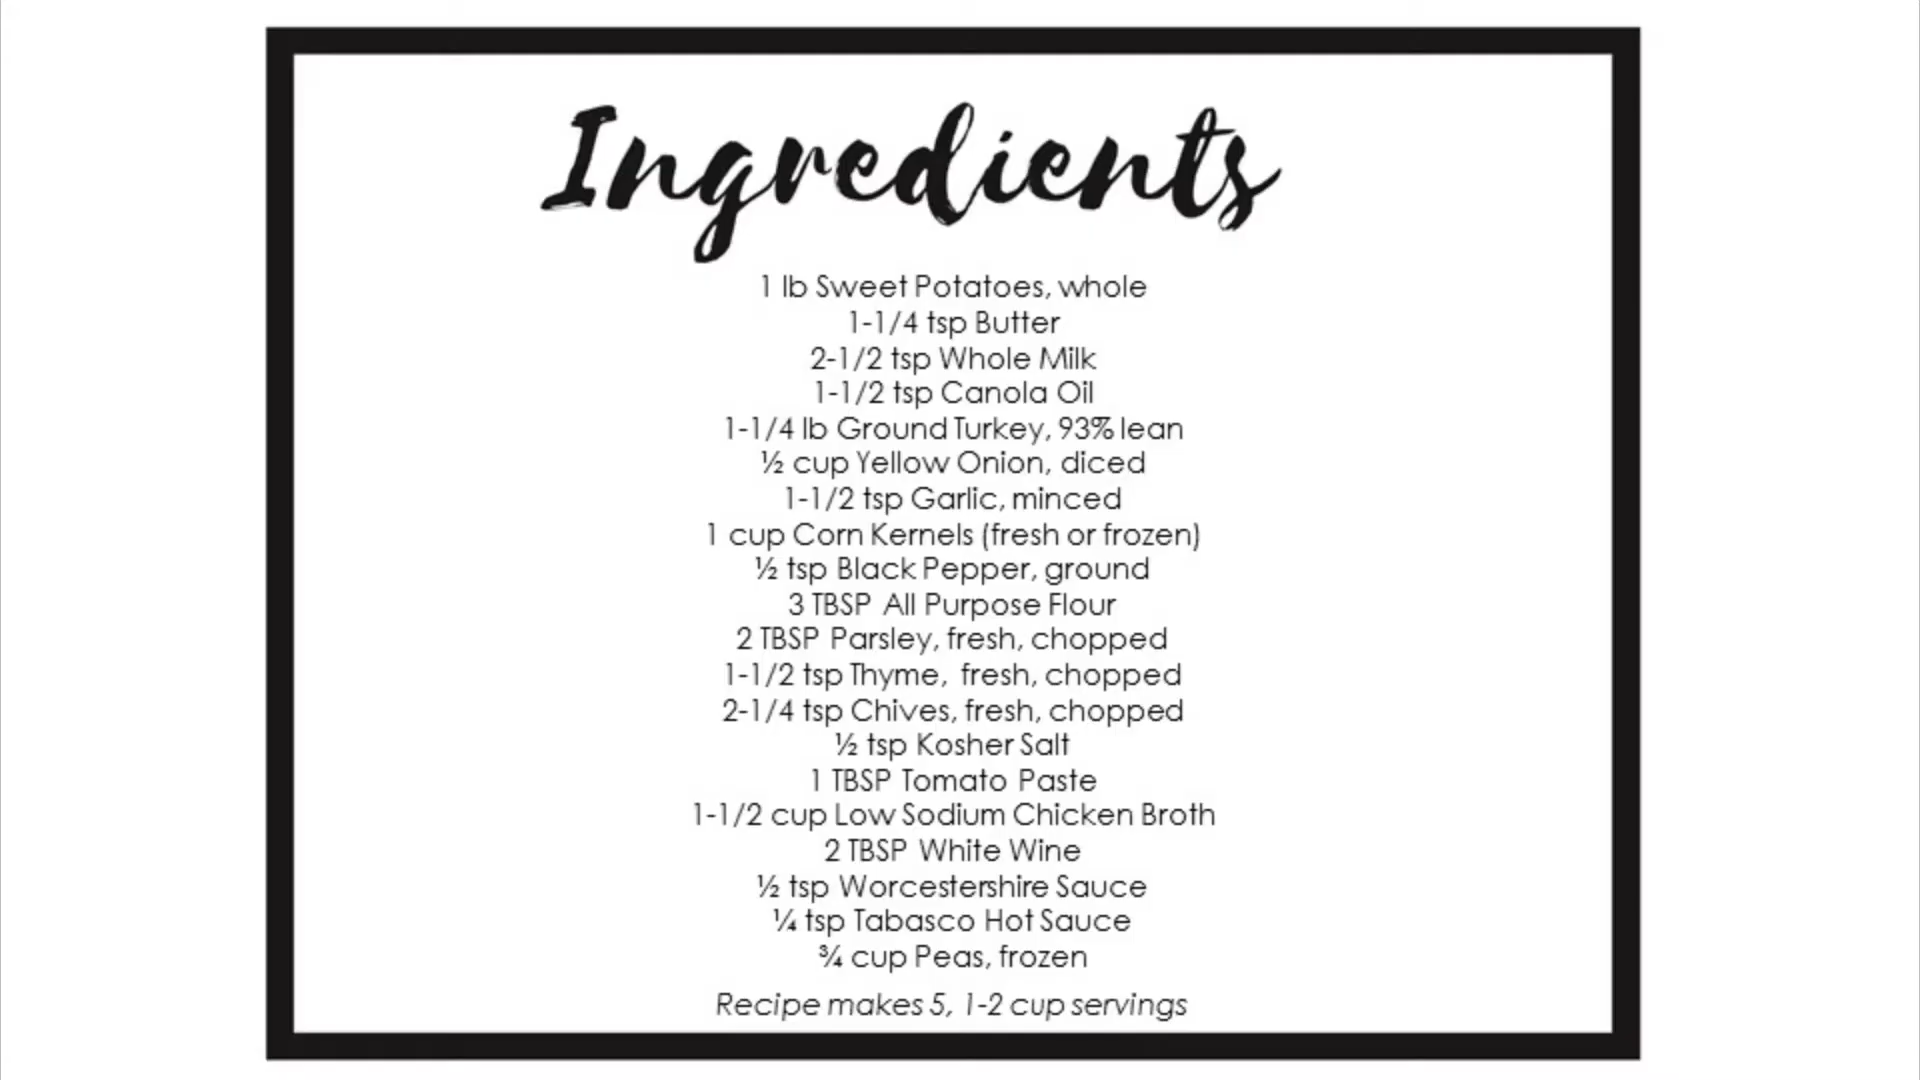 Ingredients
1 lb Sweet Potatoes, whole
1-1/4 tsp Butter
2-1/2 tsp Whole Milk
1-1/2 tsp Canola Oil
1-1/4 lb Ground Turkey, 93% lean
½ cup Yellow Onion, diced
1-1/2 tsp Garlic, minced
1 cup Corn Kernels (fresh or frozen)
½ tsp Black Pepper, ground
3 TBSP All Purpose Flour
2 TBSP Parsley, fresh, chopped
1-1/2 tsp Thyme, fresh, chopped
2-1/4 tsp Chives, fresh, chopped
½ tsp Kosher Salt
1 TBSP Tomato Paste
1-1/2 cup Low Sodium Chicken Broth
2 TBSP White Wine
½ tsp Worcestershire Sauce
¼ tsp Tabasco Hot Sauce
¾ cup Peas, frozen
Recipe makes 5, 1-2 cup servings